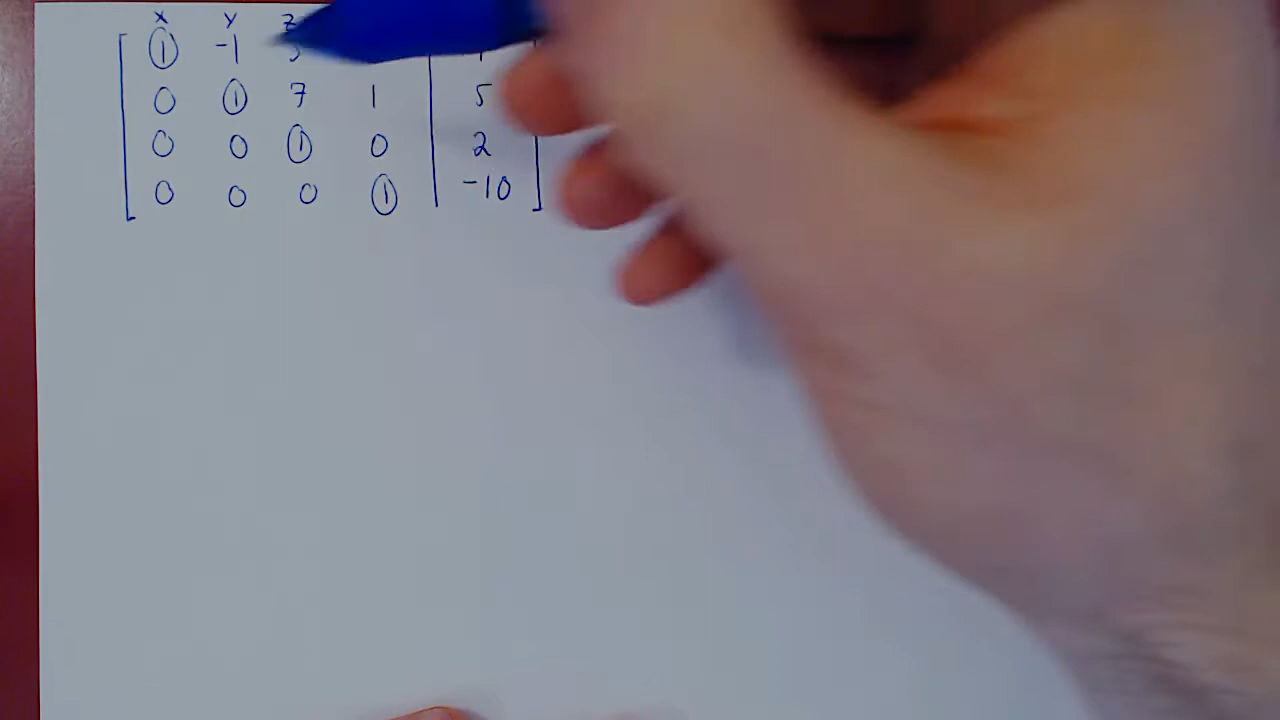 x y z
1 -1
0 1 7 1 5
0 0 1 0 2
0 0 0 1 -10